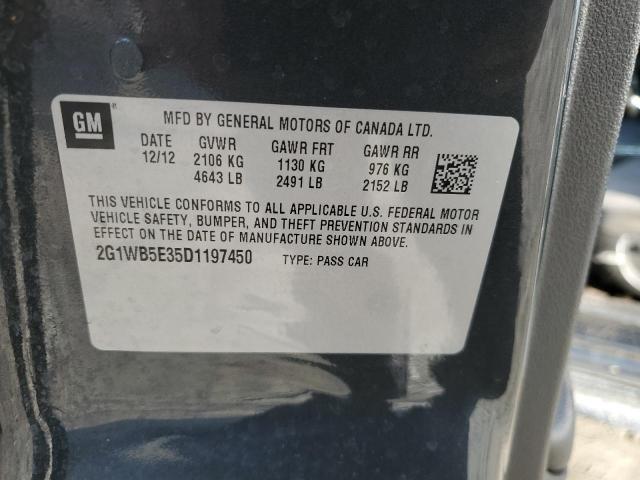 GM
®
MFD BY GENERAL MOTORS OF CANADA LTD.
DATE GVWR GAWR FRT GAWR RR
12/12 2106 KG 1130 KG 976 KG
4643 LB 2491 LB 2152 LB
THIS VEHICLE CONFORMS TO ALL APPLICABLE U.S. FEDERAL MOTOR
VEHICLE SAFETY, BUMPER, AND THEFT PREVENTION STANDARDS IN
EFFECT ON THE DATE OF MANUFACTURE SHOWN ABOVE.
2G1WB5E35D1197450 TYPE: PASS CAR